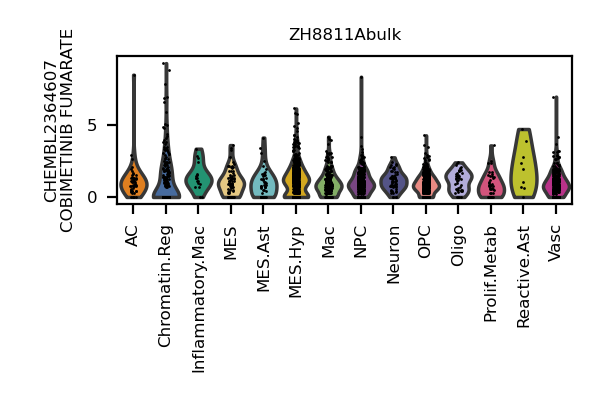 ZH8811Abulk
CHEMBL2364607
COBIMETINIB FUMARATE
5
0
AC
Chromatin.Reg
Inflammatory.Mac
MES
MES.Ast
MES.Hyp
Mac
NPC
Neuron
OPC
Oligo
Prolif.Metab
Reactive.Ast
Vasc